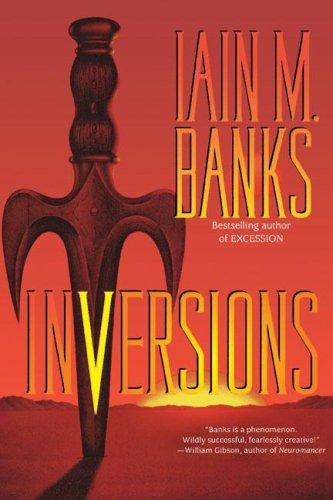 IAIN M.
BANKS
Bestselling author
of EXCESSION
INVERSIONS
"Banks is a phenomenon.
Wildly successful, fearlessly creative!"
—William Gibson, author of Neuromancer